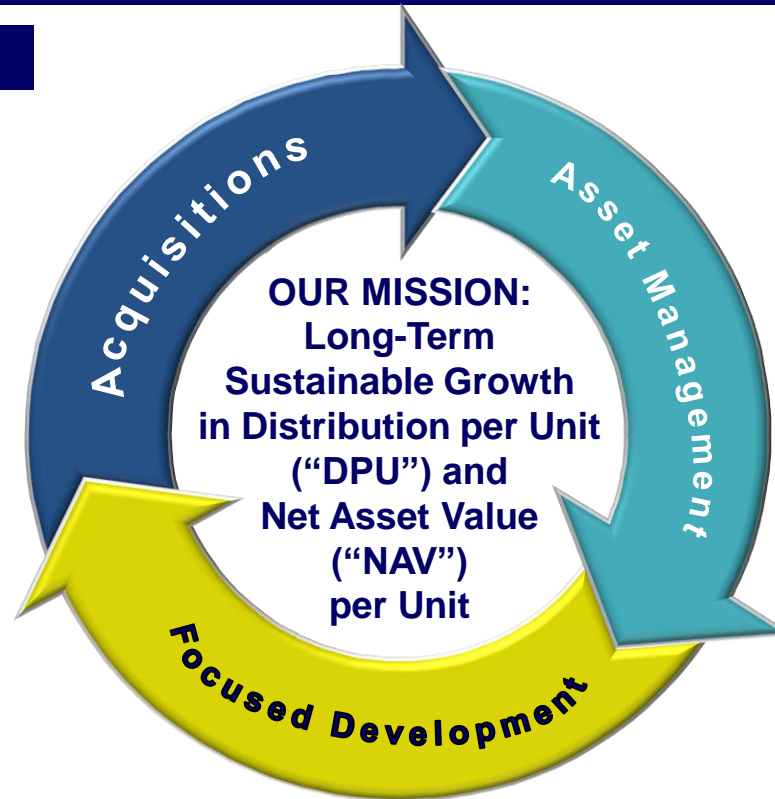 Acquisitions
Asset Management
OUR MISSION:
Long-Term
Sustainable Growth
in Distribution per Unit
(“DPU”) and
Net Asset Value
(“NAV”)
per Unit
Focused Development